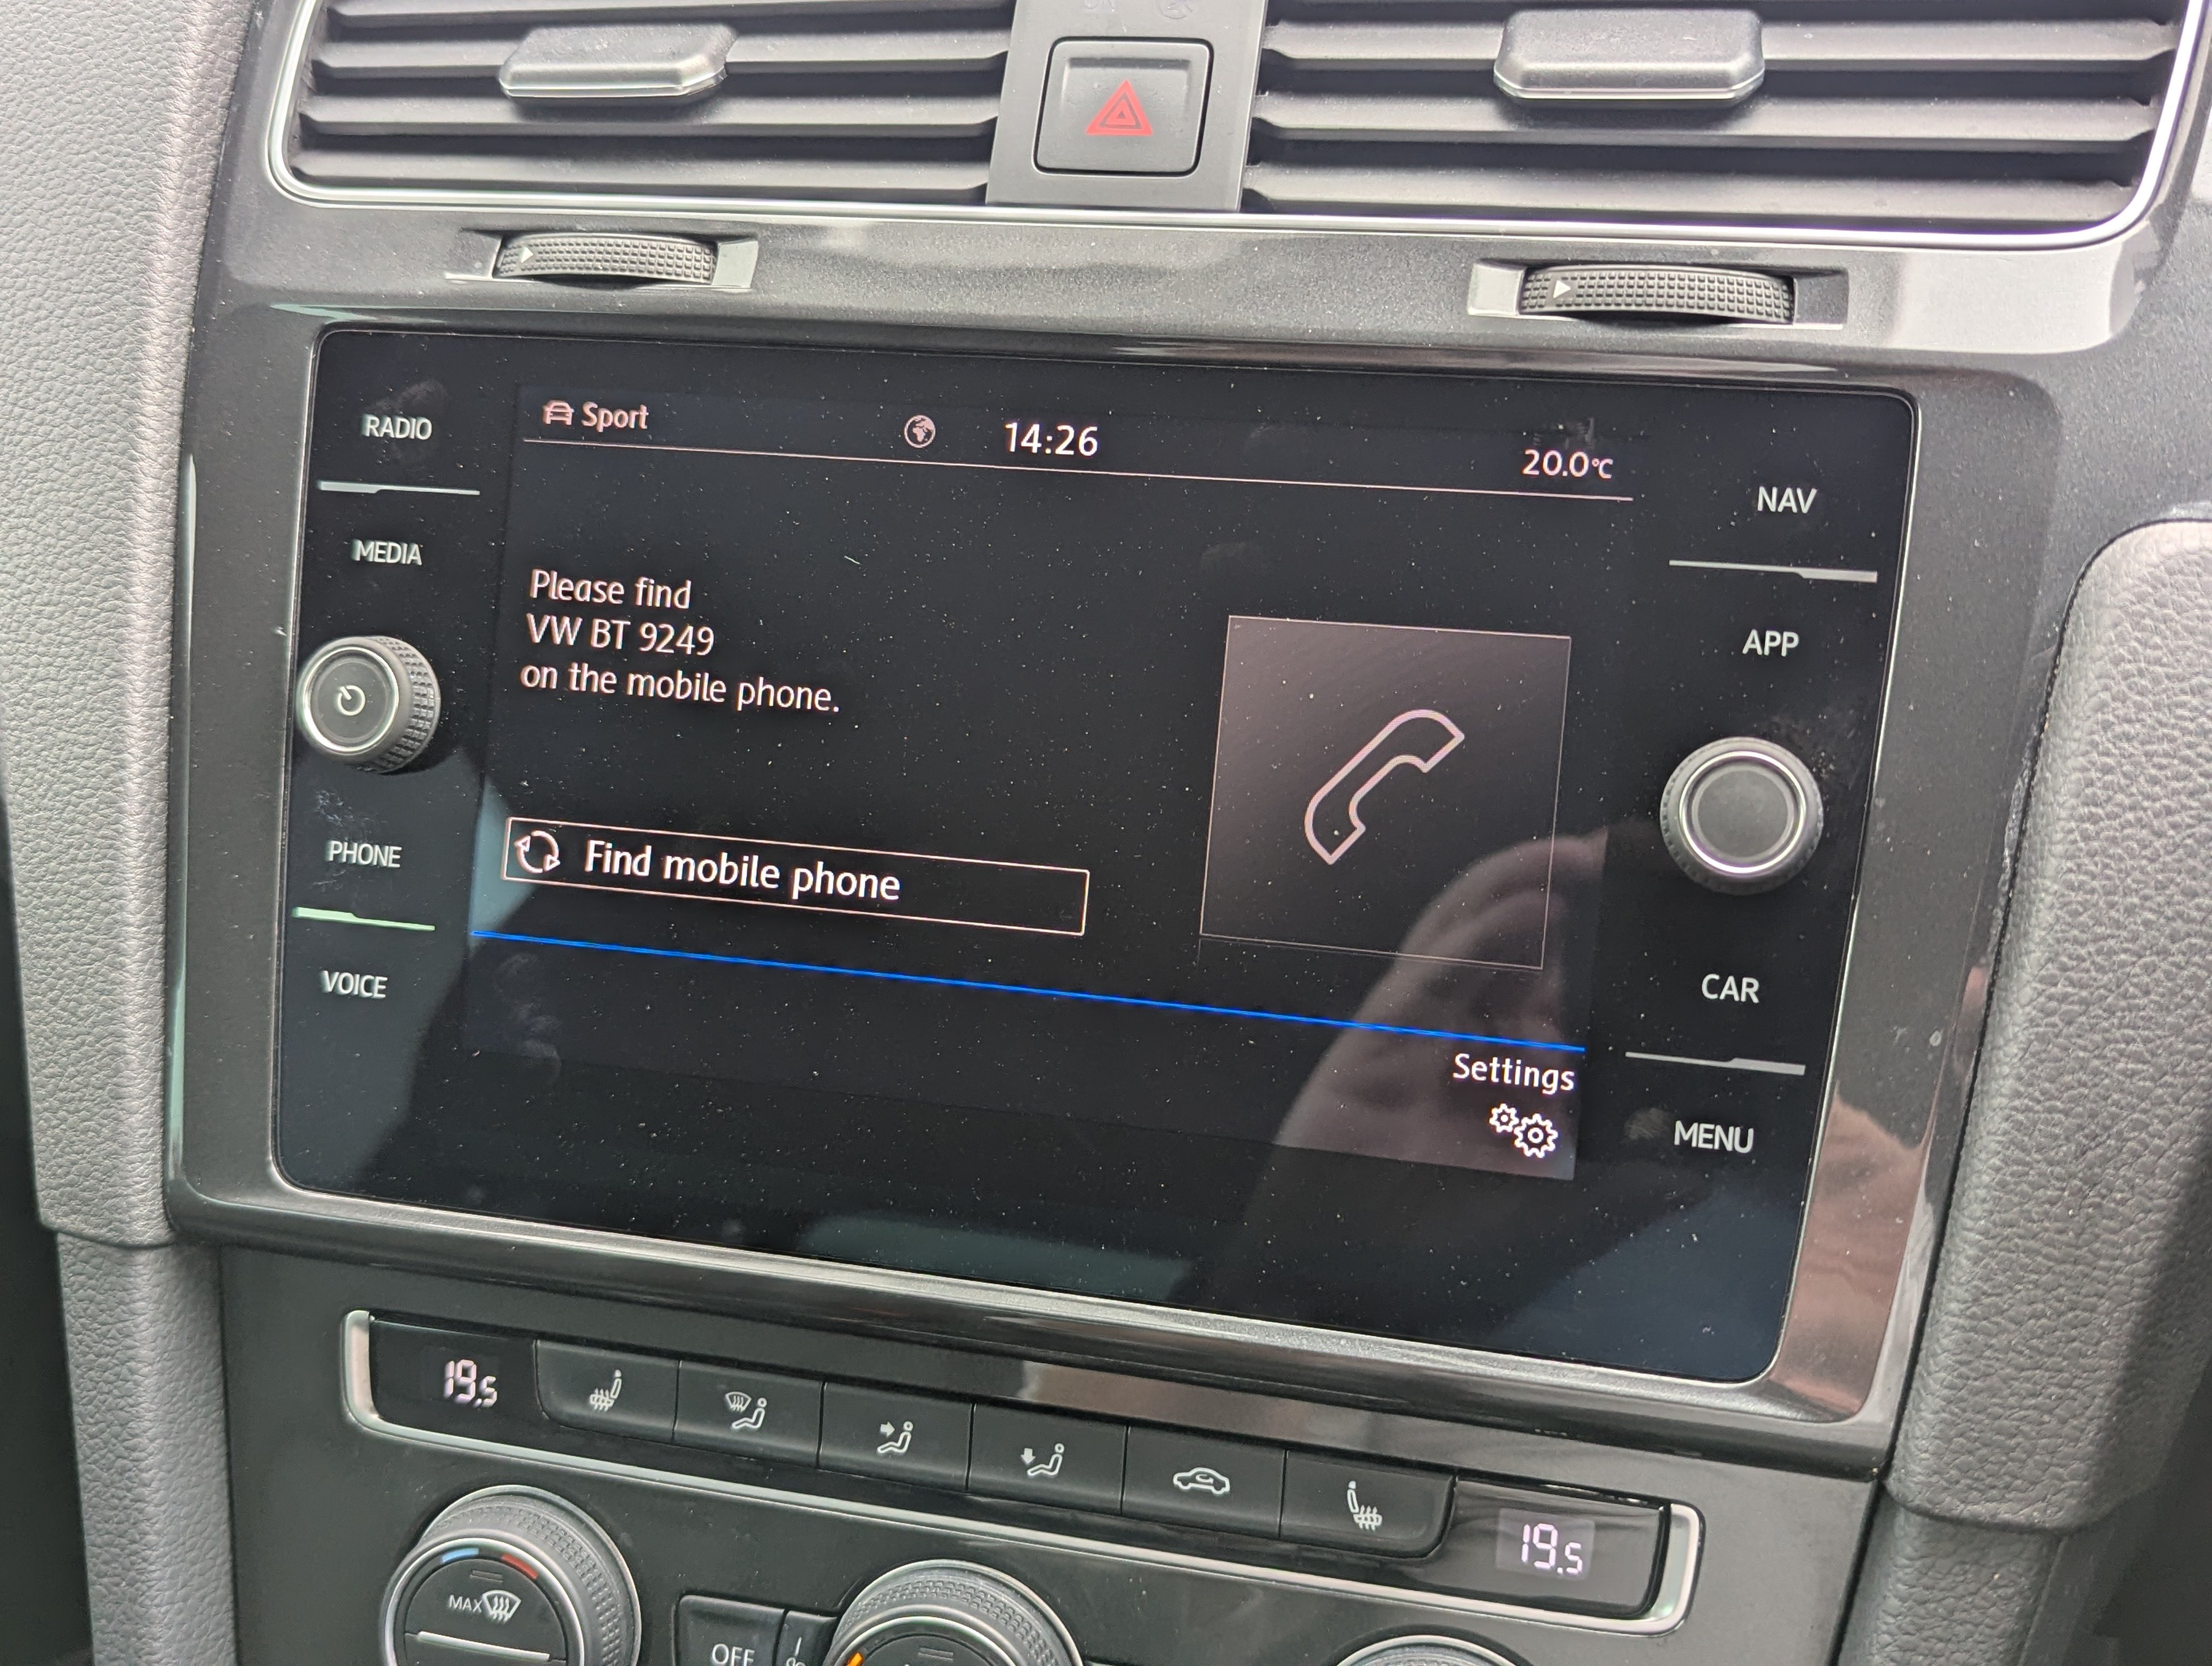 RADIO
MEDIA
PHONE
VOICE
Sport
14:26
20.0°C
Please find
VW BT 9249
on the mobile phone.
Find mobile phone
Settings
NAV
APP
CAR
MENU
19.5
19.5
MAX
OFF